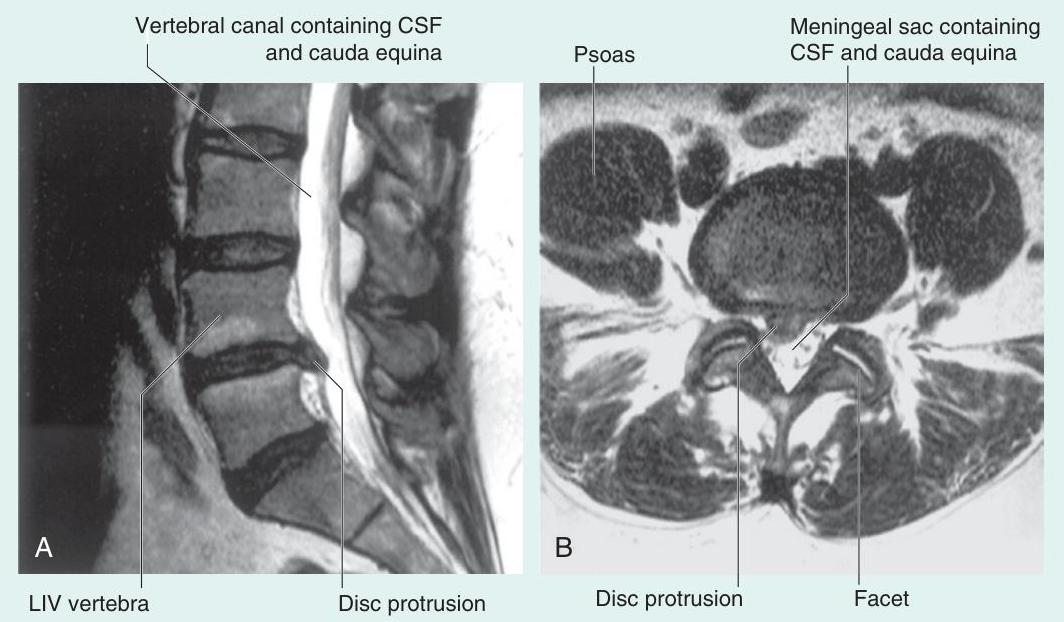 Vertebral canal containing CSF
and cauda equina
Meningeal sac containing
CSF and cauda equina
Psoas
A
B
LIV vertebra
Disc protrusion
Disc protrusion
Facet